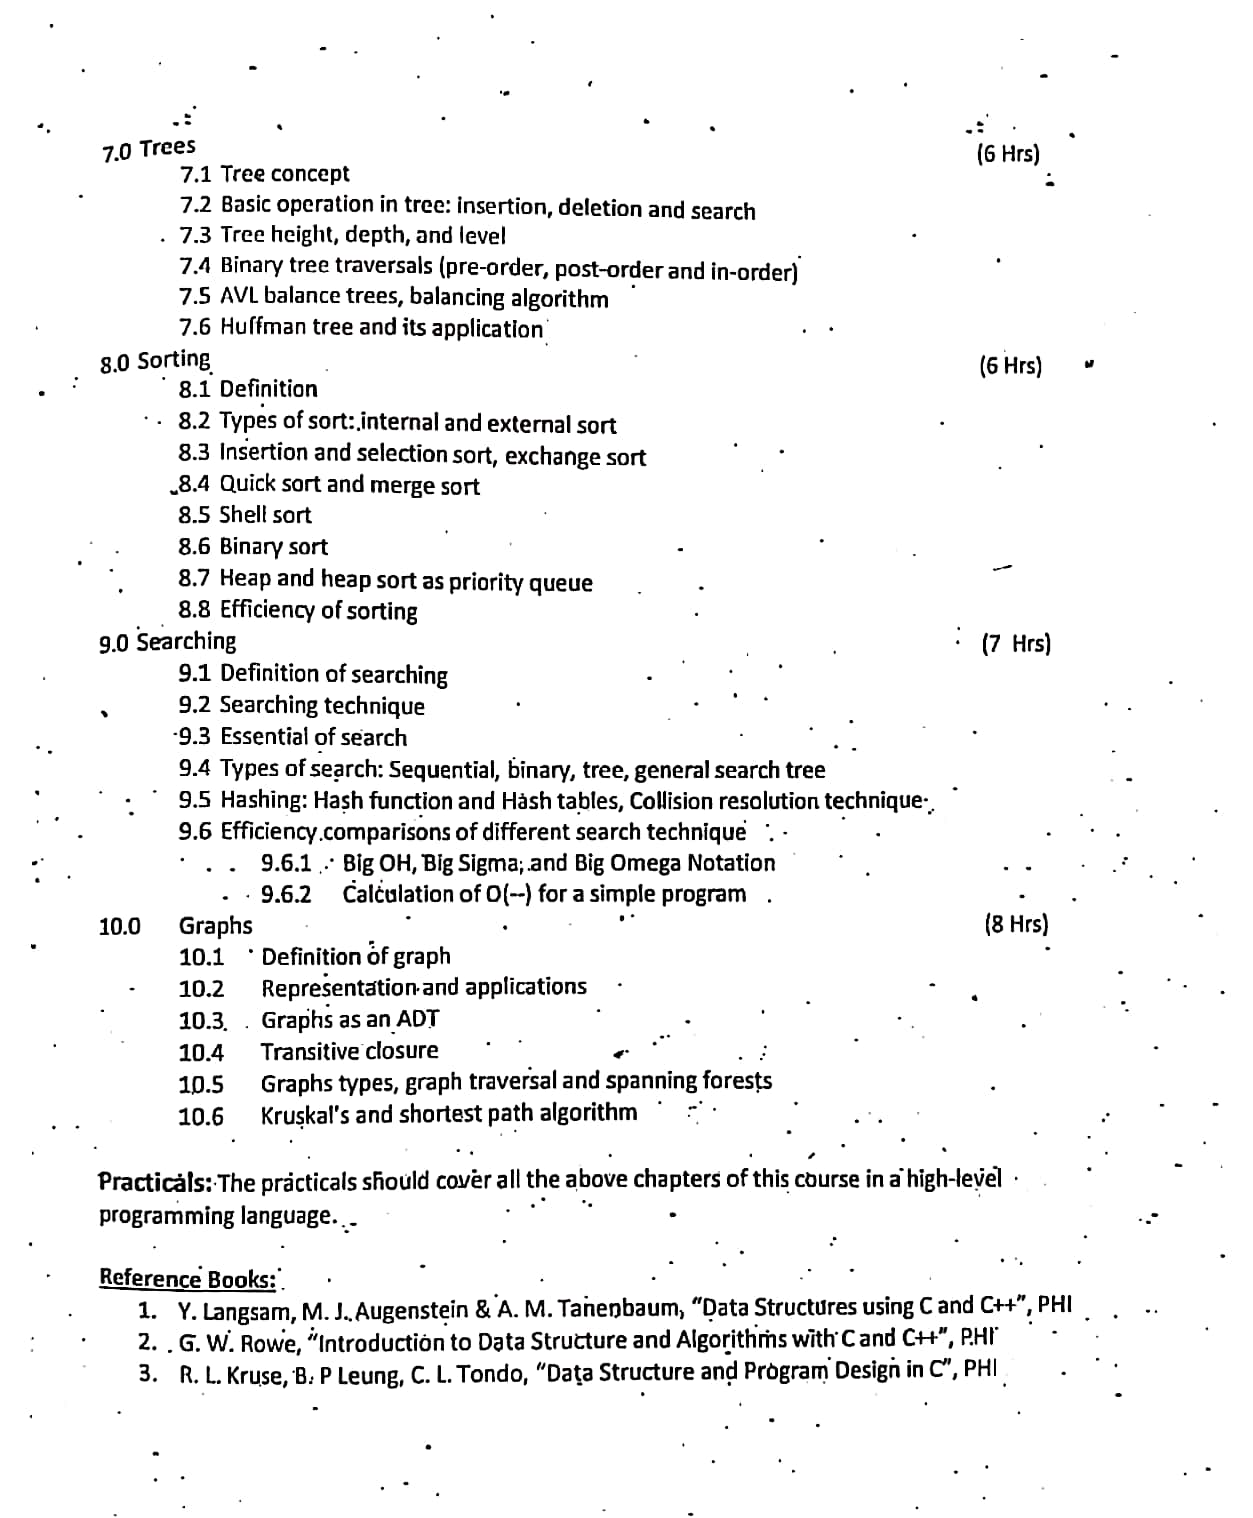 7.0 Trees (6 Hrs)
7.1 Tree concept
7.2 Basic operation in tree: insertion, deletion and search
7.3 Tree height, depth, and level
7.4 Binary tree traversals (pre-order, post-order and in-order)
7.5 AVL balance trees, balancing algorithm
7.6 Huffman tree and its application
8.0 Sorting (6 Hrs)
8.1 Definition
8.2 Types of sort: internal and external sort
8.3 Insertion and selection sort, exchange sort
8.4 Quick sort and merge sort
8.5 Shell sort
8.6 Binary sort
8.7 Heap and heap sort as priority queue
8.8 Efficiency of sorting
9.0 Searching (7 Hrs)
9.1 Definition of searching
9.2 Searching technique
9.3 Essential of search
9.4 Types of search: Sequential, binary, tree, general search tree
9.5 Hashing: Hash function and Hash tables, Collision resolution technique
9.6 Efficiency comparisons of different search technique
9.6.1 Big OH, Big Sigma, and Big Omega Notation
9.6.2 Calculation of O(--) for a simple program
10.0 Graphs (8 Hrs)
10.1 Definition of graph
10.2 Representation and applications
10.3 Graphs as an ADT
10.4 Transitive closure
10.5 Graphs types, graph traversal and spanning forests
10.6 Kruskal's and shortest path algorithm
Practicals: The practicals should cover all the above chapters of this course in a high-level
programming language.
Reference Books:
1. Y. Langsam, M. J. Augenstein & A. M. Tanenbaum, "Data Structures using C and C++", PHI
2. G. W. Rowe, "Introduction to Data Structure and Algorithms with C and C++", PHI
3. R. L. Kruse, B. P Leung, C. L. Tondo, "Data Structure and Program Design in C", PHI